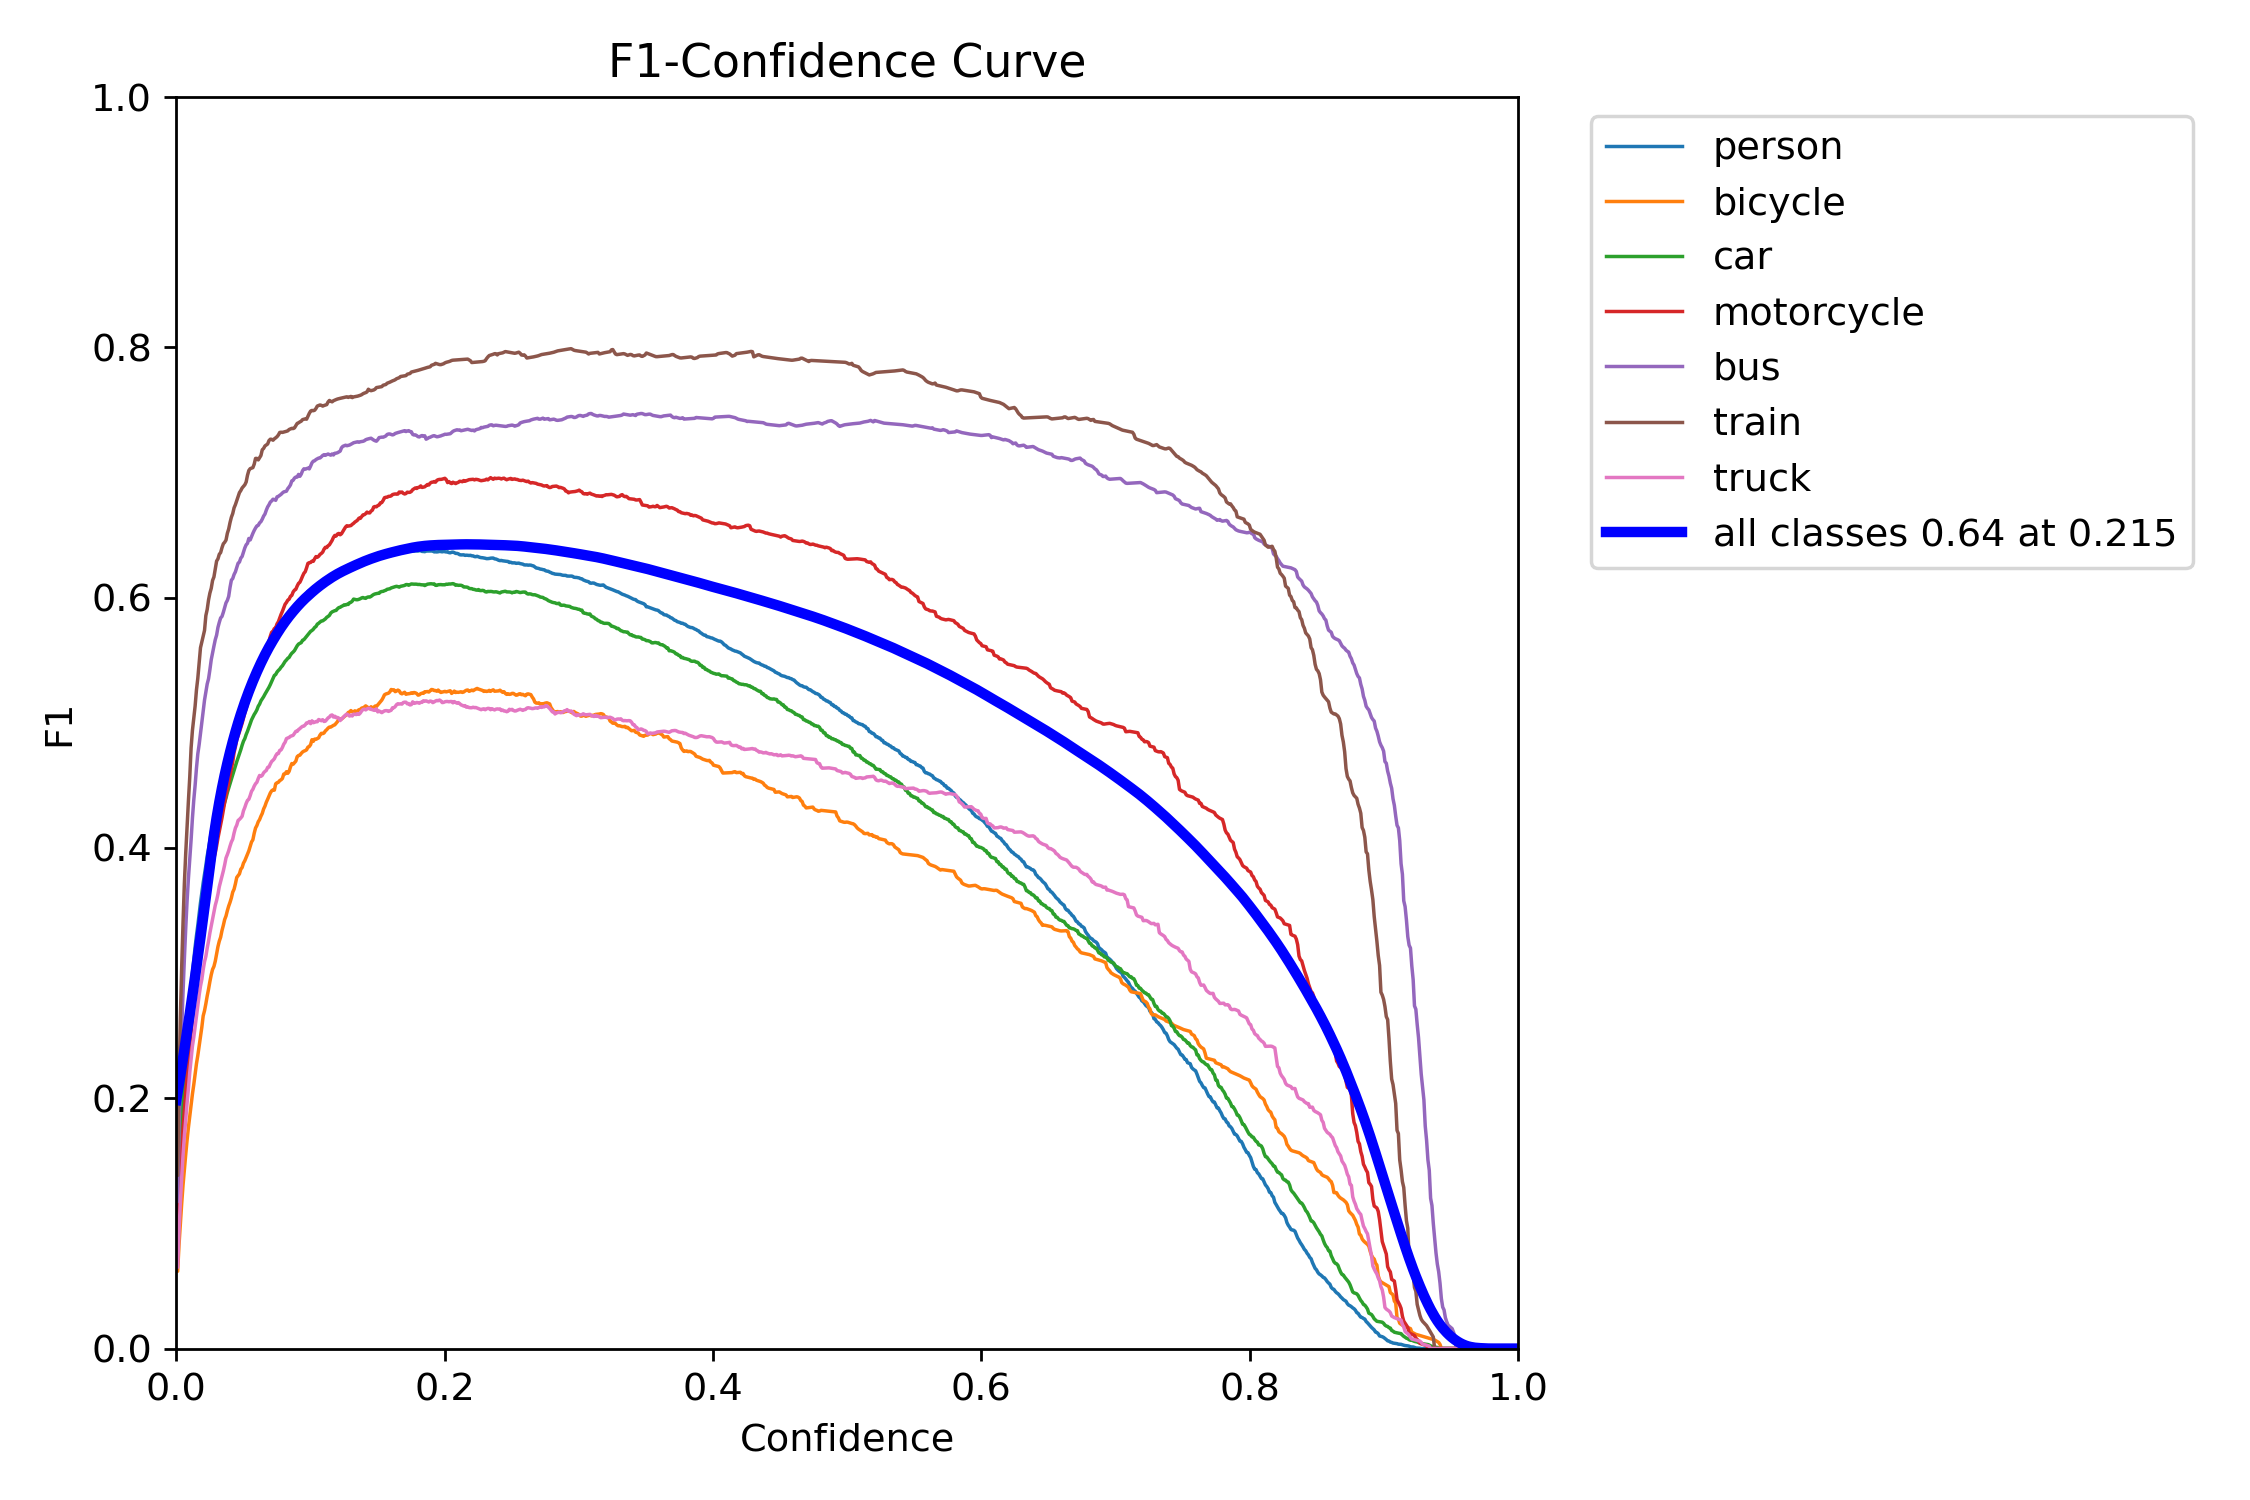 F1-Confidence Curve
1.0
0.8
0.6
0.4
0.2
0.0
F1
0.0 0.2 0.4 0.6 0.8 1.0
Confidence
person
bicycle
car
motorcycle
bus
train
truck
all classes 0.64 at 0.215